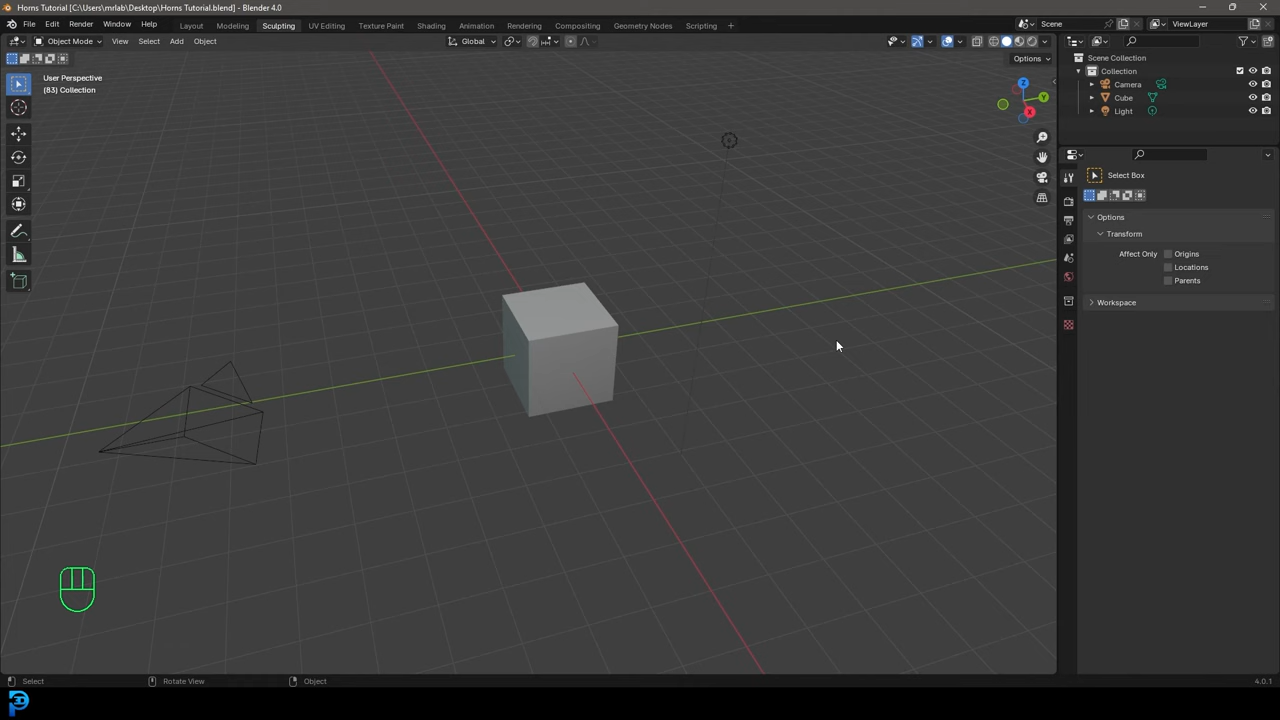 Horns Tutorial [C:\Users\mrlab\Desktop\Horns Tutorial.blend] - Blender 4.0
File Edit Render Window Help Layout Modeling Sculpting UV Editing Texture Paint Shading Animation Rendering Compositing Geometry Nodes Scripting + Scene ViewLayer
Object Mode View Select Add Object Global
Options
User Perspective
(83) Collection
Z
Y
X
Scene Collection
Collection
Camera
Cube
Light
Select Box
Options
Transform
Affect Only Origins
Locations
Parents
Workspace
Select Rotate View Object 4.0.1